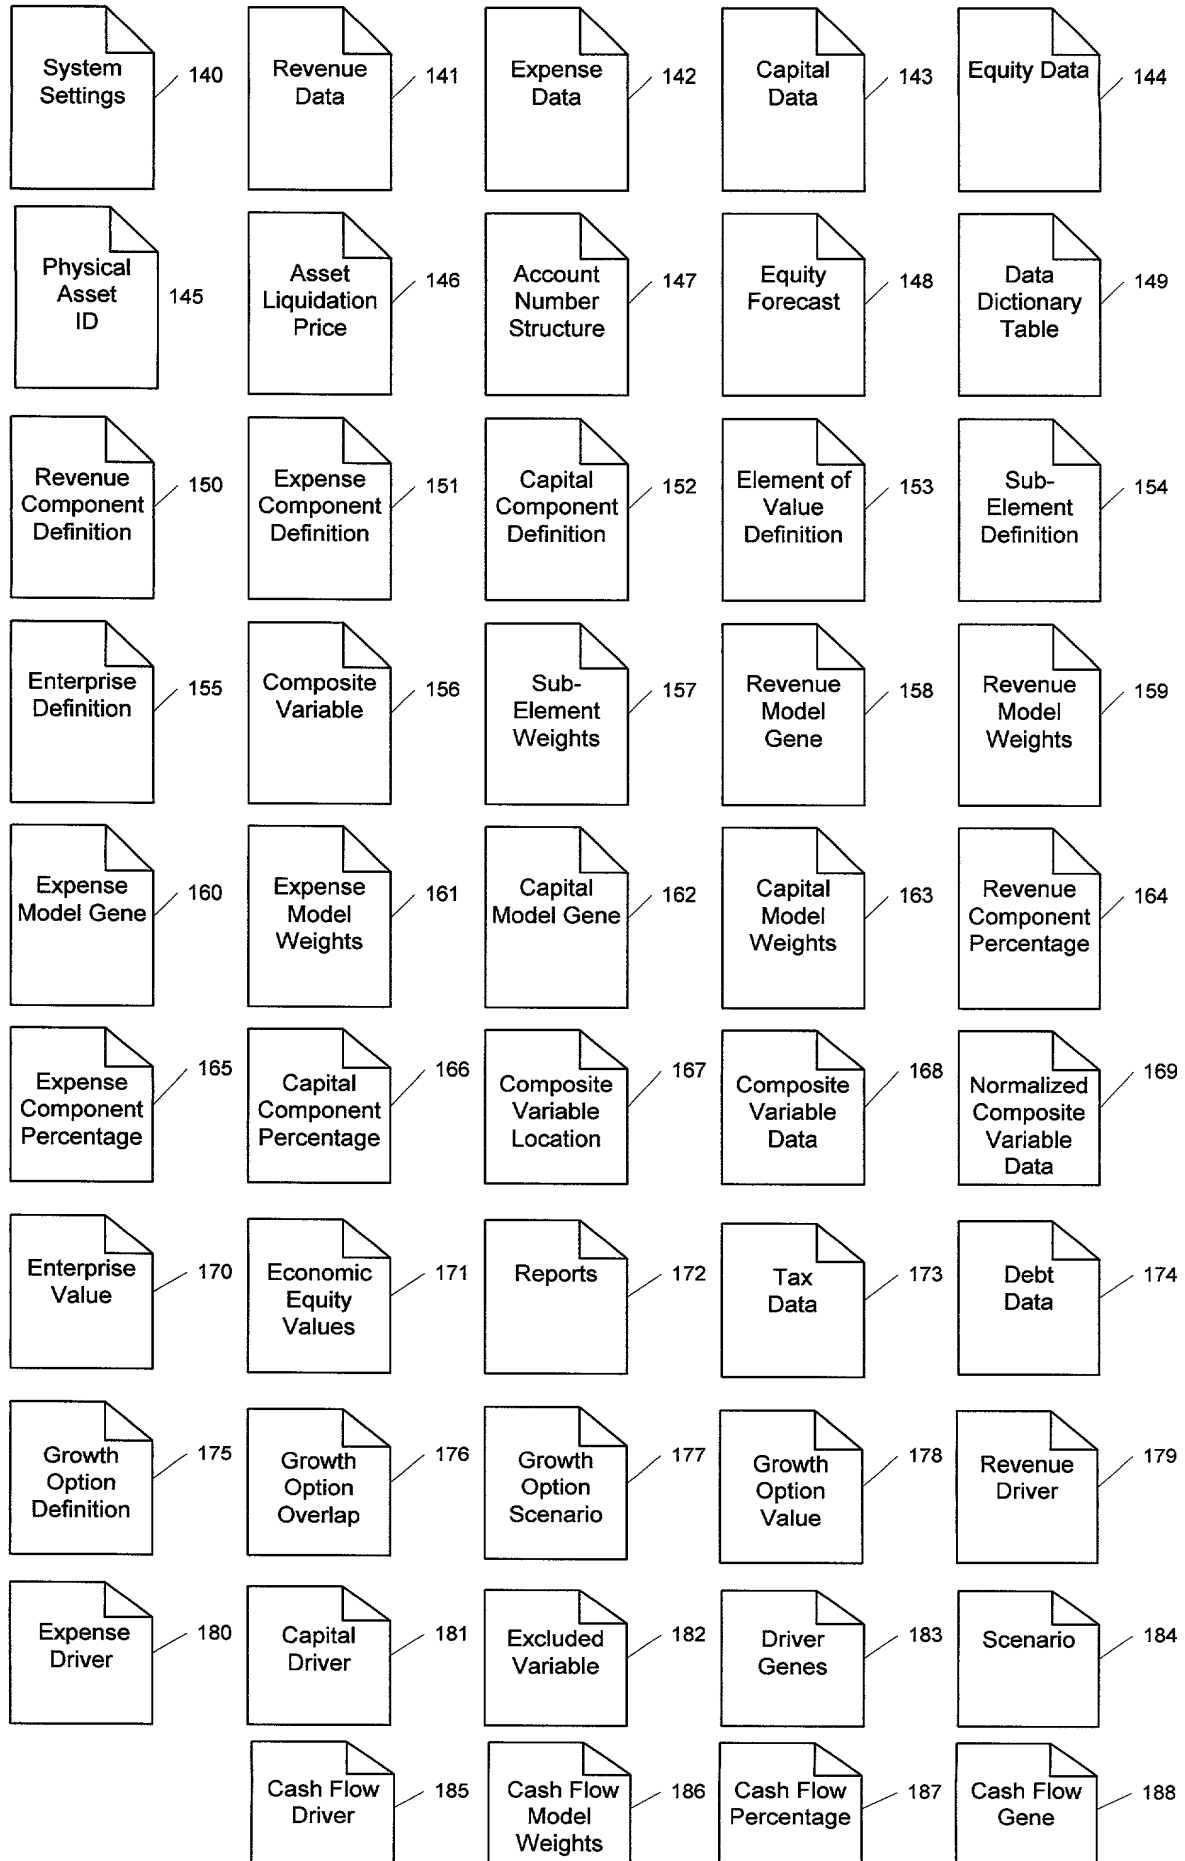 System
Settings
140
Revenue
Data
141
Expense
Data
142
Capital
Data
143
Equity Data
144
Physical
Asset
ID
145
Asset
Liquidation
Price
146
Account
Number
Structure
147
Equity
Forecast
148
Data
Dictionary
Table
149
Revenue
Component
Definition
150
Expense
Component
Definition
151
Capital
Component
Definition
152
Element of
Value
Definition
153
Sub-
Element
Definition
154
Enterprise
Definition
155
Composite
Variable
156
Sub-
Element
Weights
157
Revenue
Model
Gene
158
Revenue
Model
Weights
159
Expense
Model Gene
160
Expense
Model
Weights
161
Capital
Model Gene
162
Capital
Model
Weights
163
Revenue
Component
Percentage
164
Expense
Component
Percentage
165
Capital
Component
Percentage
166
Composite
Variable
Location
167
Composite
Variable
Data
168
Normalized
Composite
Variable
Data
169
Enterprise
Value
170
Economic
Equity
Values
171
Reports
172
Tax
Data
173
Debt
Data
174
Growth
Option
Definition
175
Growth
Option
Overlap
176
Growth
Option
Scenario
177
Growth
Option
Value
178
Revenue
Driver
179
Expense
Driver
180
Capital
Driver
181
Excluded
Variable
182
Driver
Genes
183
Scenario
184
Cash Flow
Driver
185
Cash Flow
Model
Weights
186
Cash Flow
Percentage
187
Cash Flow
Gene
188